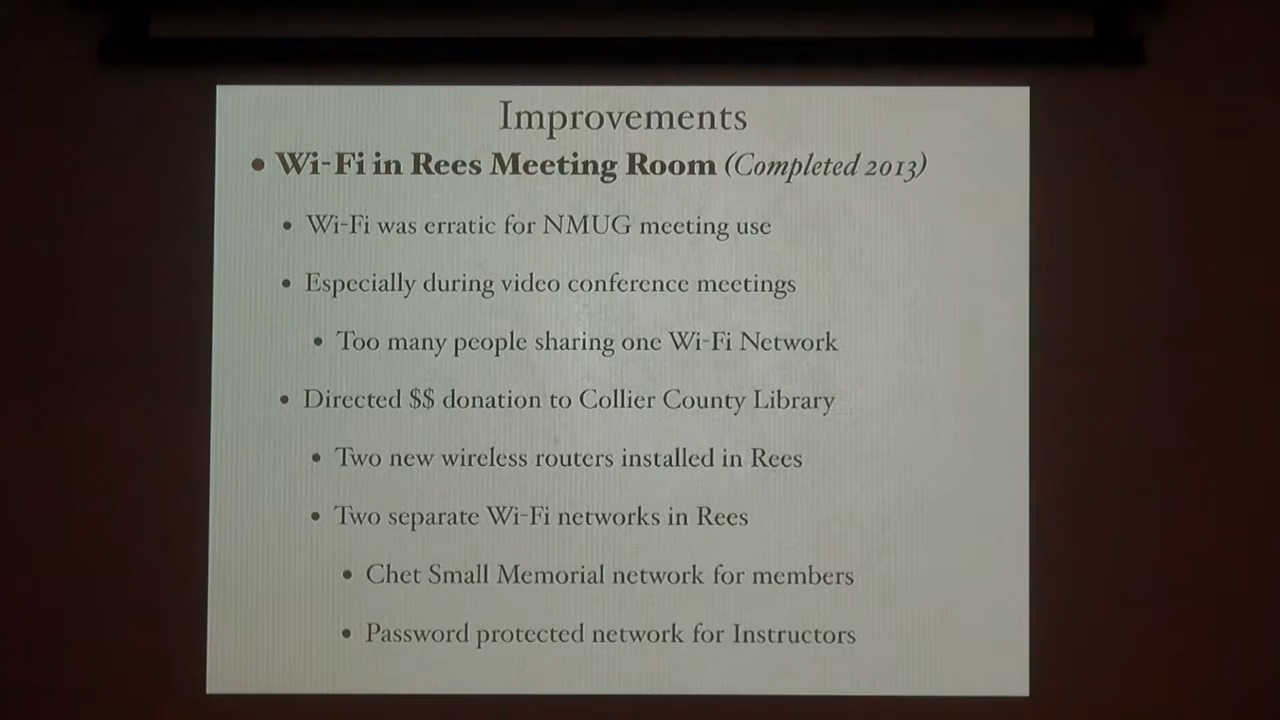 Improvements
• Wi-Fi in Rees Meeting Room (Completed 2013)
• Wi-Fi was erratic for NMUG meeting use
• Especially during video conference meetings
• Too many people sharing one Wi-Fi Network
• Directed $$ donation to Collier County Library
• Two new wireless routers installed in Rees
• Two separate Wi-Fi networks in Rees
• Chet Small Memorial network for members
• Password protected network for Instructors